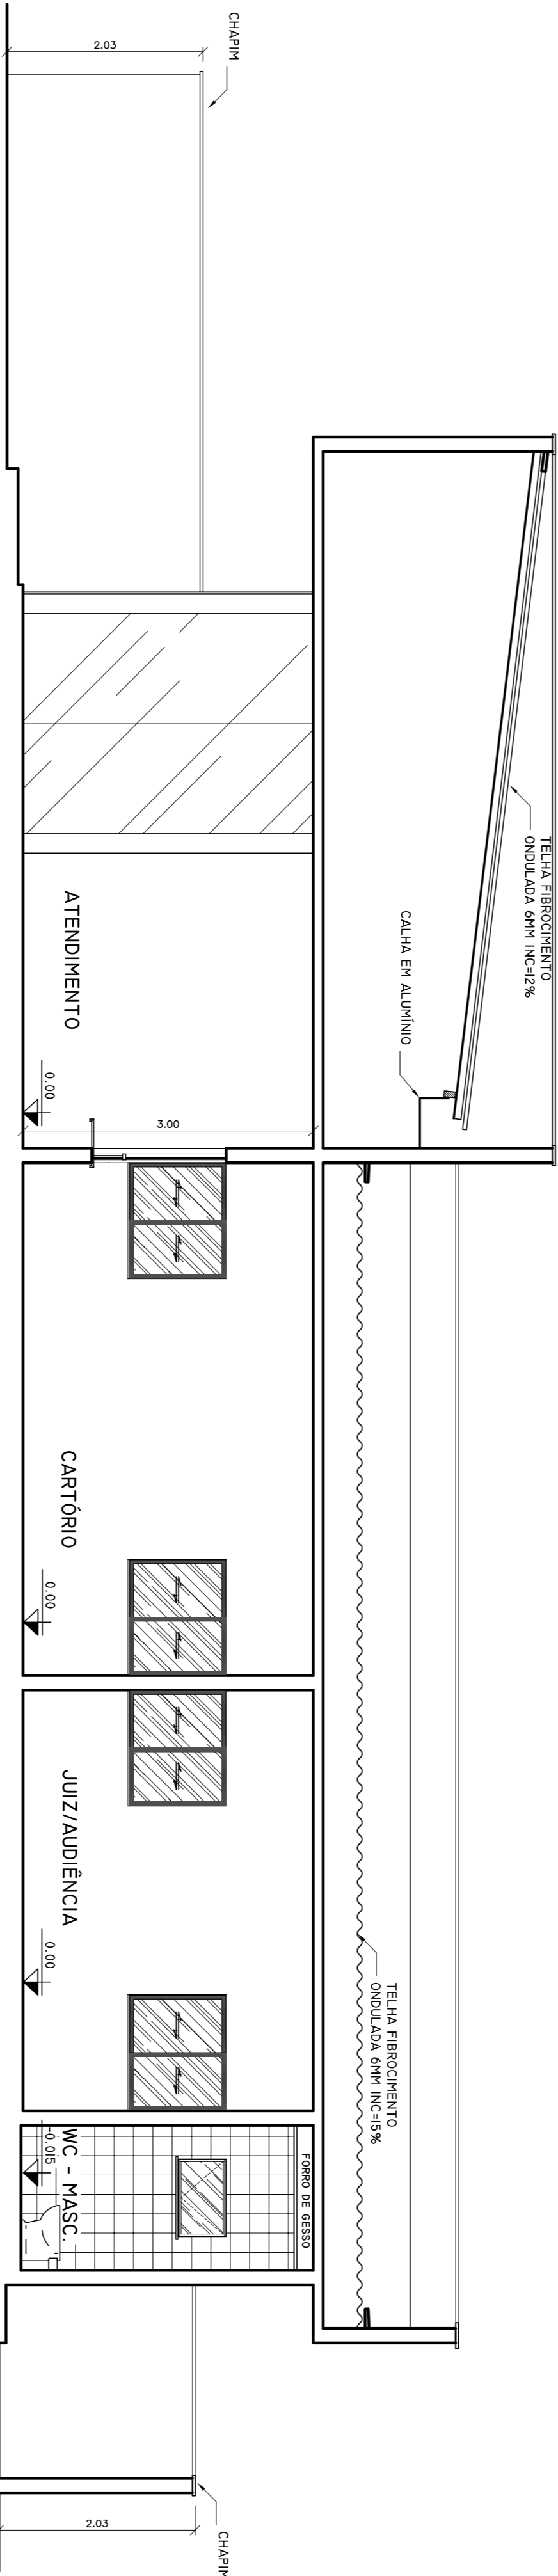 CHAPIM
2.03
TELHA FIBROCIMENTO
ONDULADA 6MM INC=12%
CALHA EM ALUMÍNIO
ATENDIMENTO
0.00
3.00
CARTÓRIO
0.00
JUIZ/AUDIÊNCIA
0.00
TELHA FIBROCIMENTO
ONDULADA 6MM INC=15%
FORRO DE GESSO
WC - MASC.
-0.015
CHAPIM
2.03